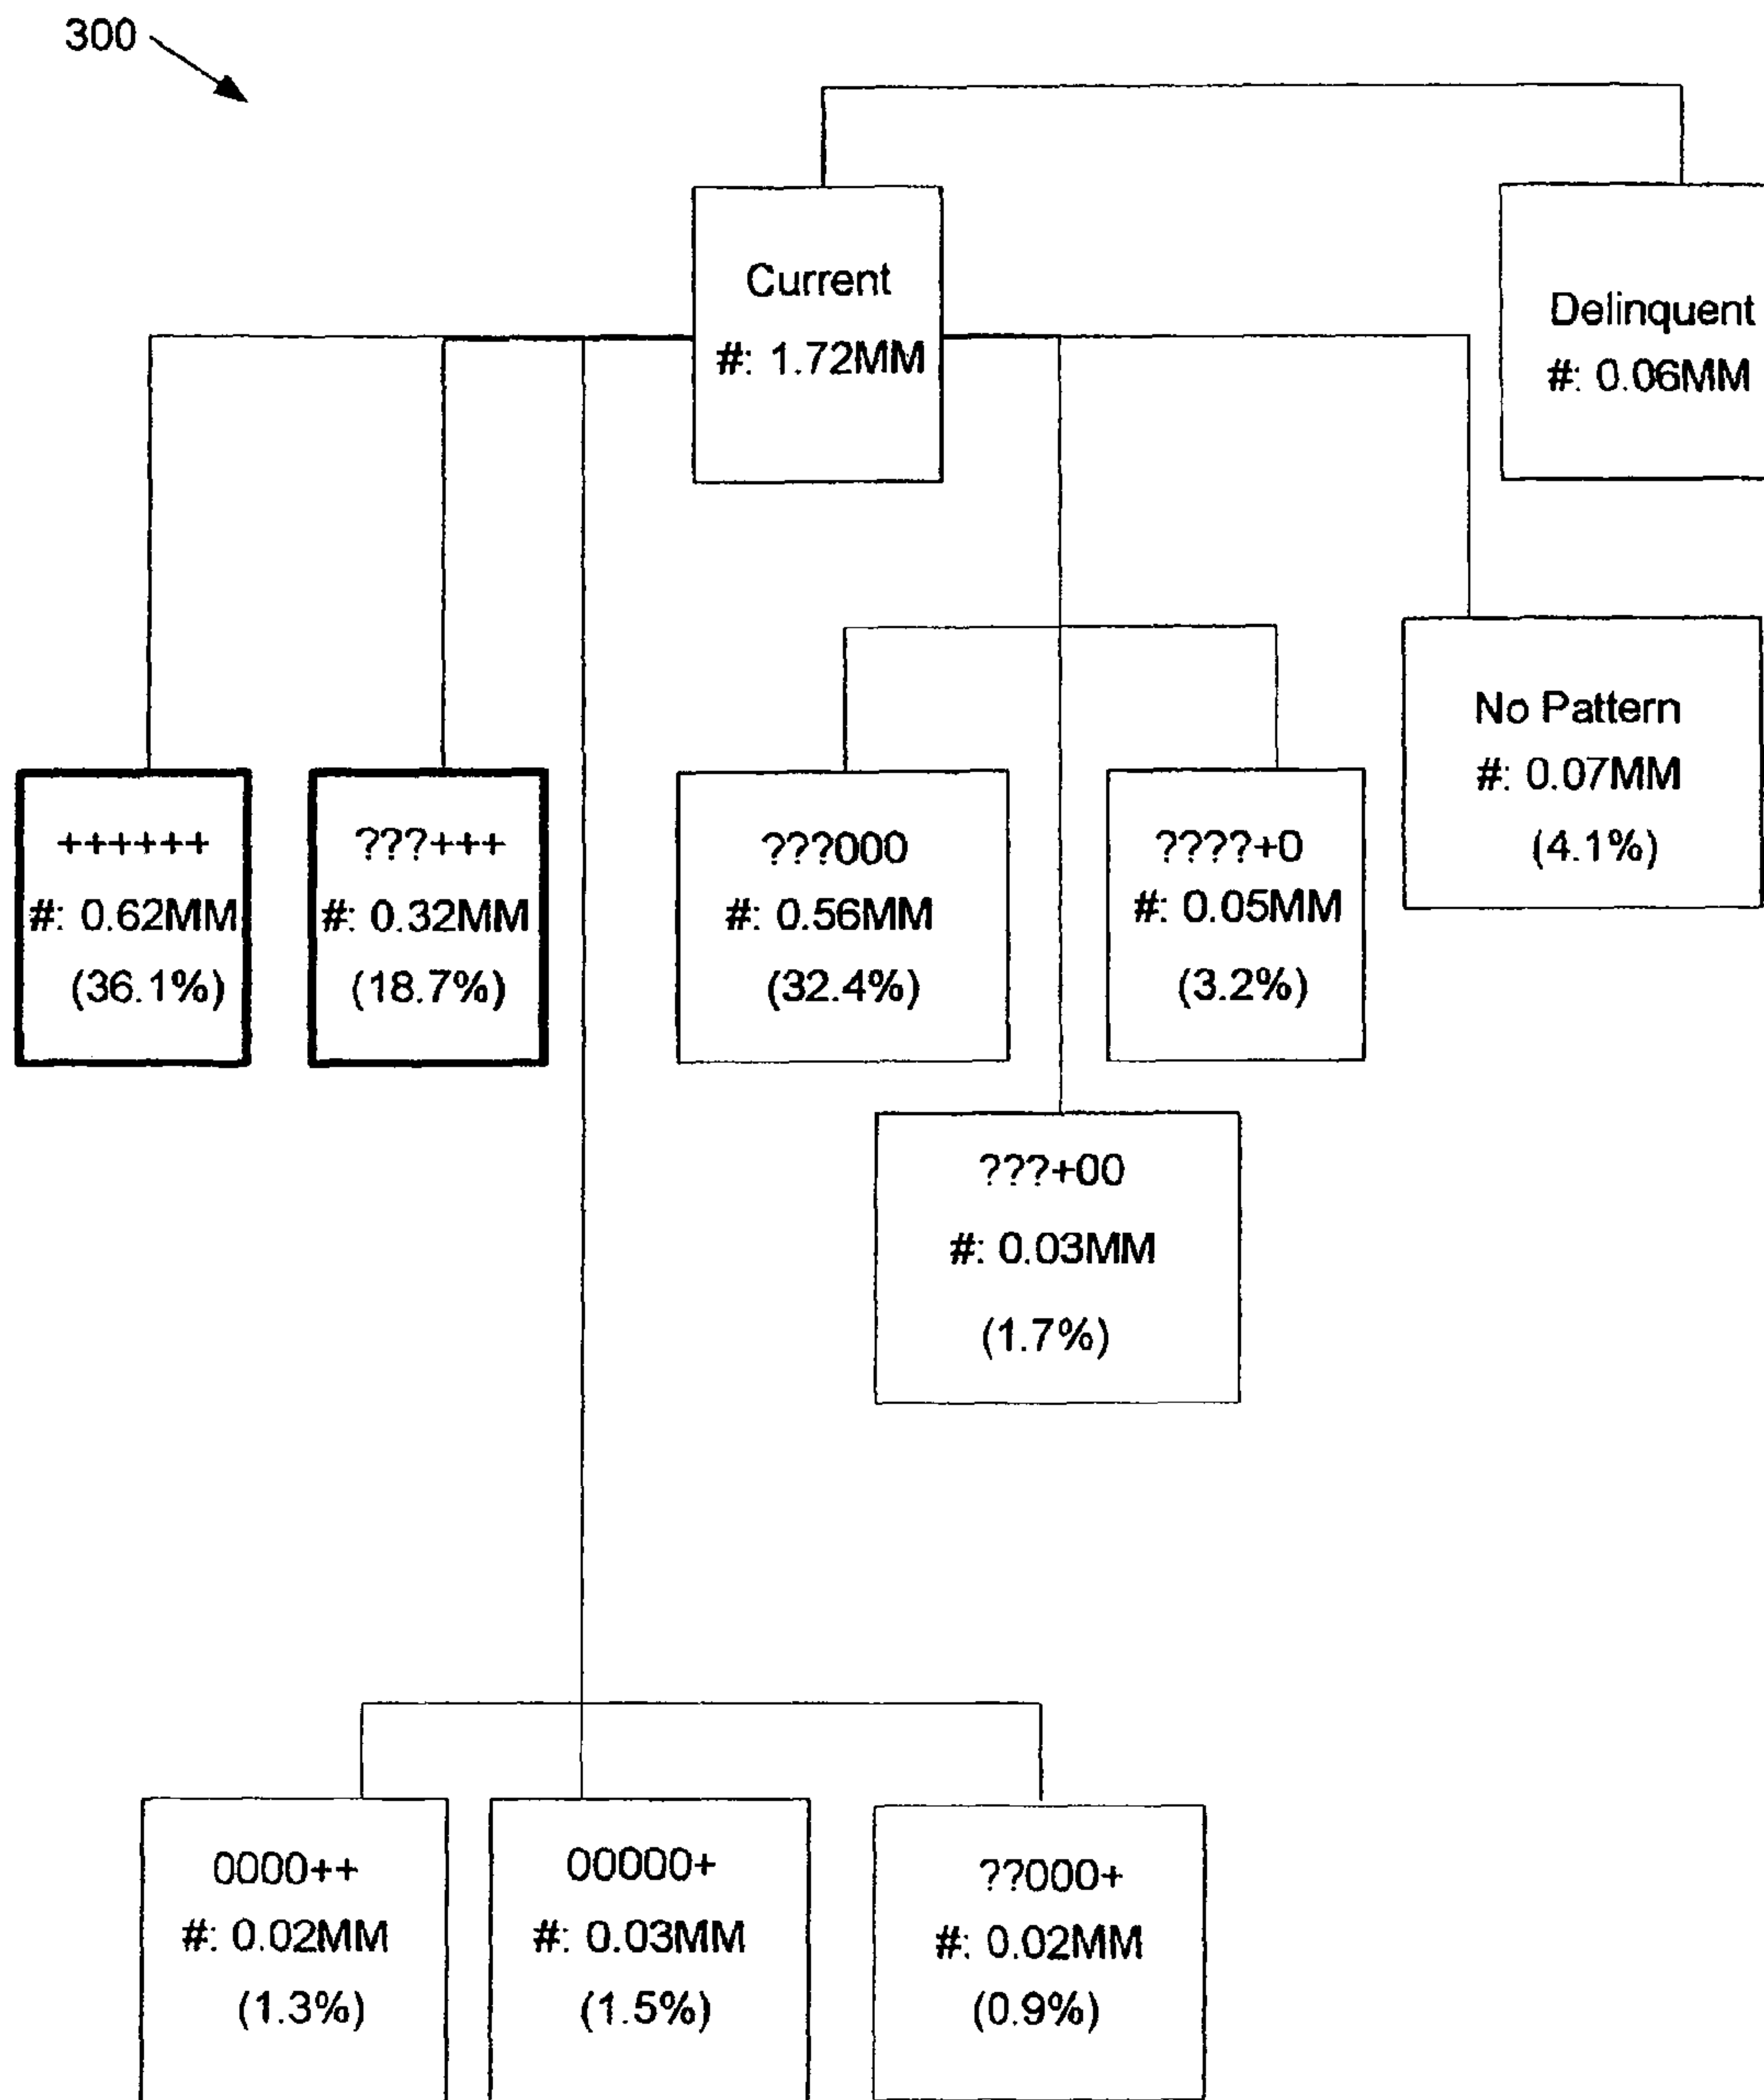 300
Current
#: 1.72MM
Delinquent
#: 0.06MM
No Pattern
#: 0.07MM
(4.1%)
++++++
#: 0.62MM
(36.1%)
???+++
#: 0.32MM
(18.7%)
???000
#: 0.56MM
(32.4%)
????+0
#: 0.05MM
(3.2%)
???+00
#: 0.03MM
(1.7%)
0000++
#: 0.02MM
(1.3%)
00000+
#: 0.03MM
(1.5%)
??000+
#: 0.02MM
(0.9%)